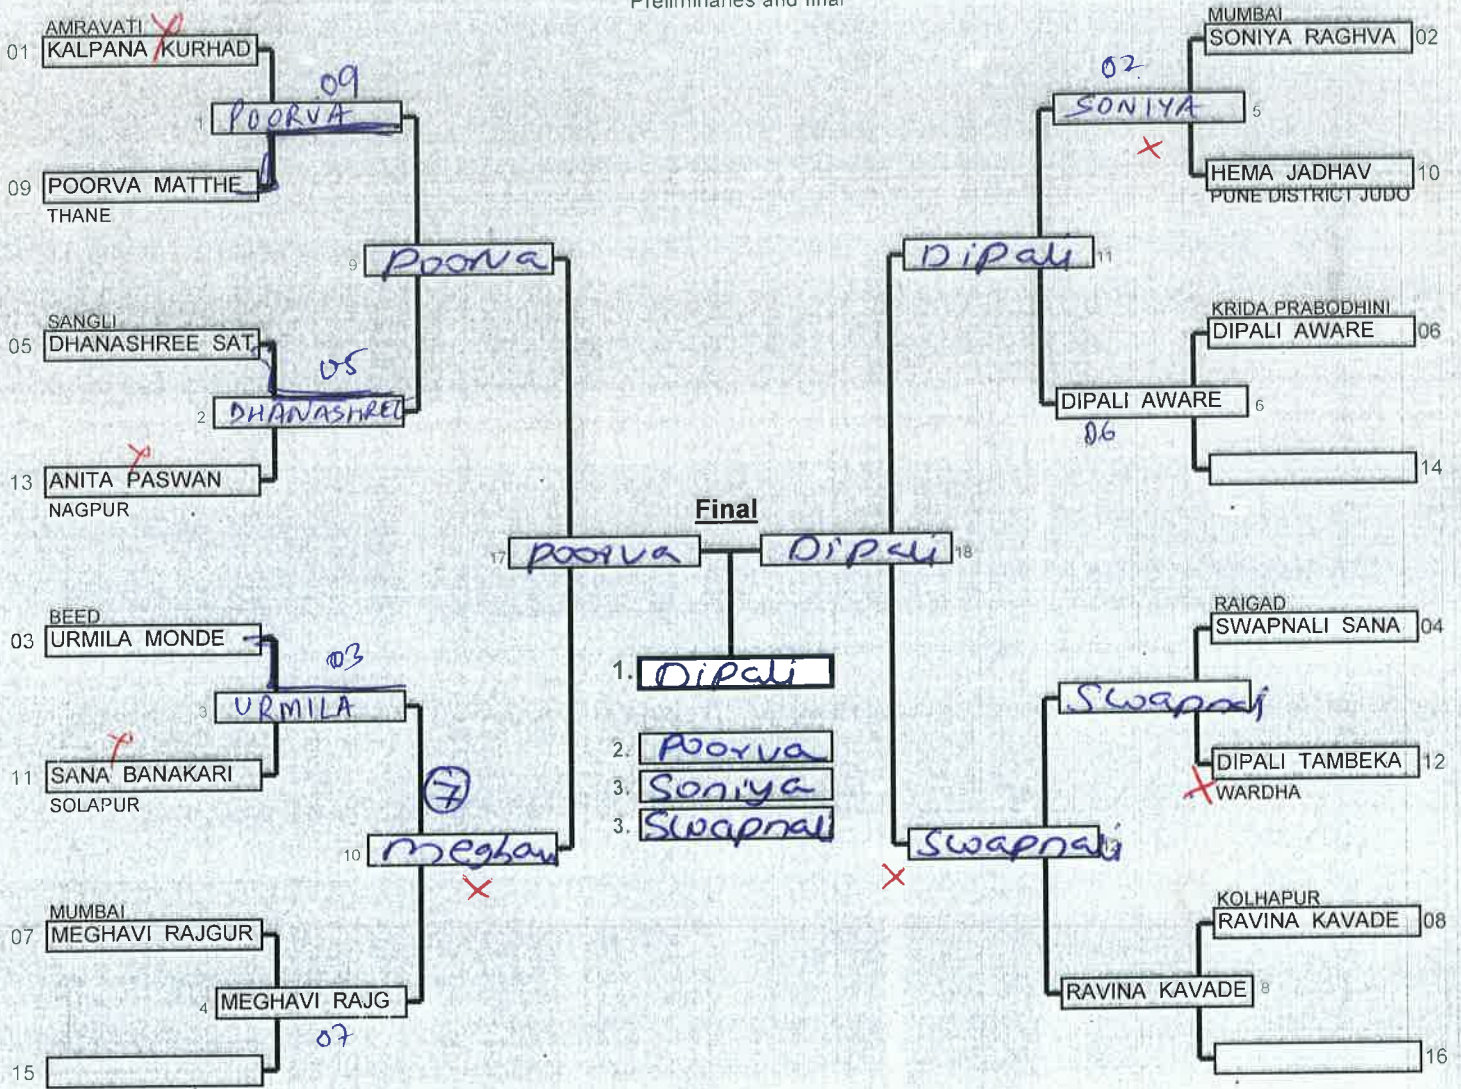 Preliminaries and final
AMRAVATI
01 KALPANA KURHAD
09
1 POORVA
09 POORVA MATTHE
THANE
9 Poorva
SANGLI
05 DHANASHREE SAT
05
2 DHANASHREE
13 ANITA PASWAN
NAGPUR
17 Poorva
BEED
03 URMILA MONDE
03
3 URMILA
11 SANA BANAKARI
SOLAPUR
7
10 Meghavi
MUMBAI
07 MEGHAVI RAJGUR
4 MEGHAVI RAJG
07
15
Final
1. Dipali
2. Poorva
3. Soniya
3. Swapnali
MUMBAI
SONIYA RAGHVA 02
02
SONIYA 5
HEMA JADHAV 10
PUNE DISTRICT JUDO
Dipali 11
KRIDA PRABODHINI
DIPALI AWARE 06
DIPALI AWARE 6
06
14
Dipali 18
RAIGAD
SWAPNALI SANA 04
Swapnali
DIPALI TAMBEKA 12
WARDHA
Swapnali
KOLHAPUR
RAVINA KAVADE 08
RAVINA KAVADE 8
16